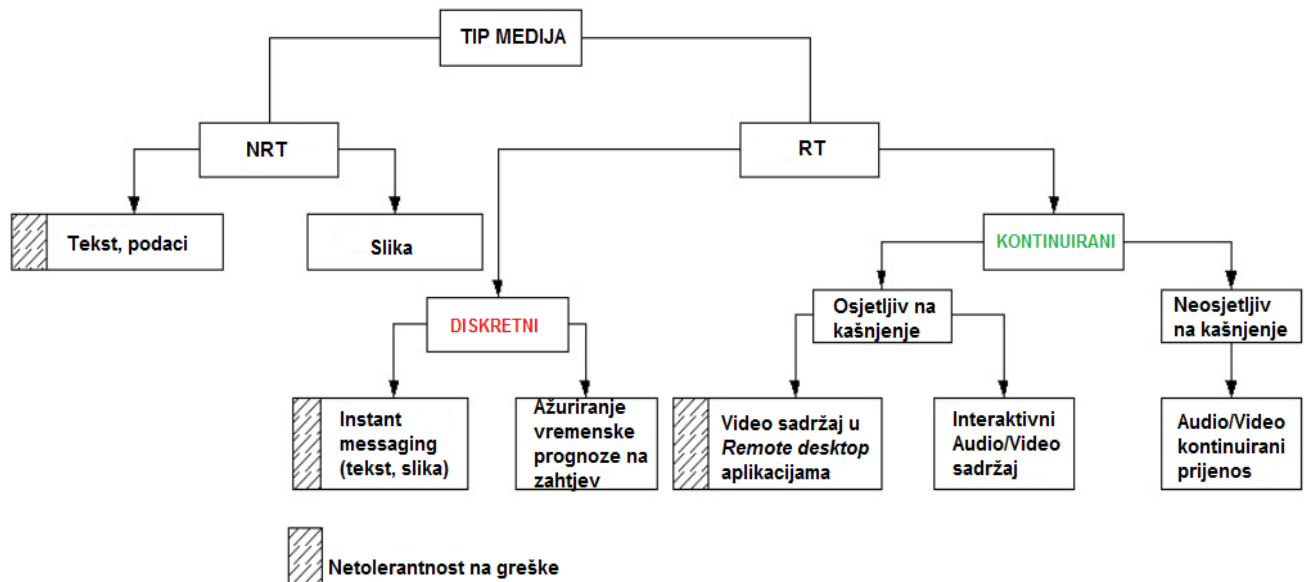 TIP MEDIJA
NRT
RT
Tekst, podaci
Slika
KONTINUIRANI
DISKRETNI
Osjetljiv na
kašnjenje
Neosjetljiv
na kašnjenje
Instant
messaging
(tekst, slika)
Ažuriranje
vremenske
prognoze na
zahtjev
Video sadržaj u
Remote desktop
aplikacijama
Interaktivni
Audio/Video
sadržaj
Audio/Video
kontinuirani
prijenos
Netolerantnost na greške